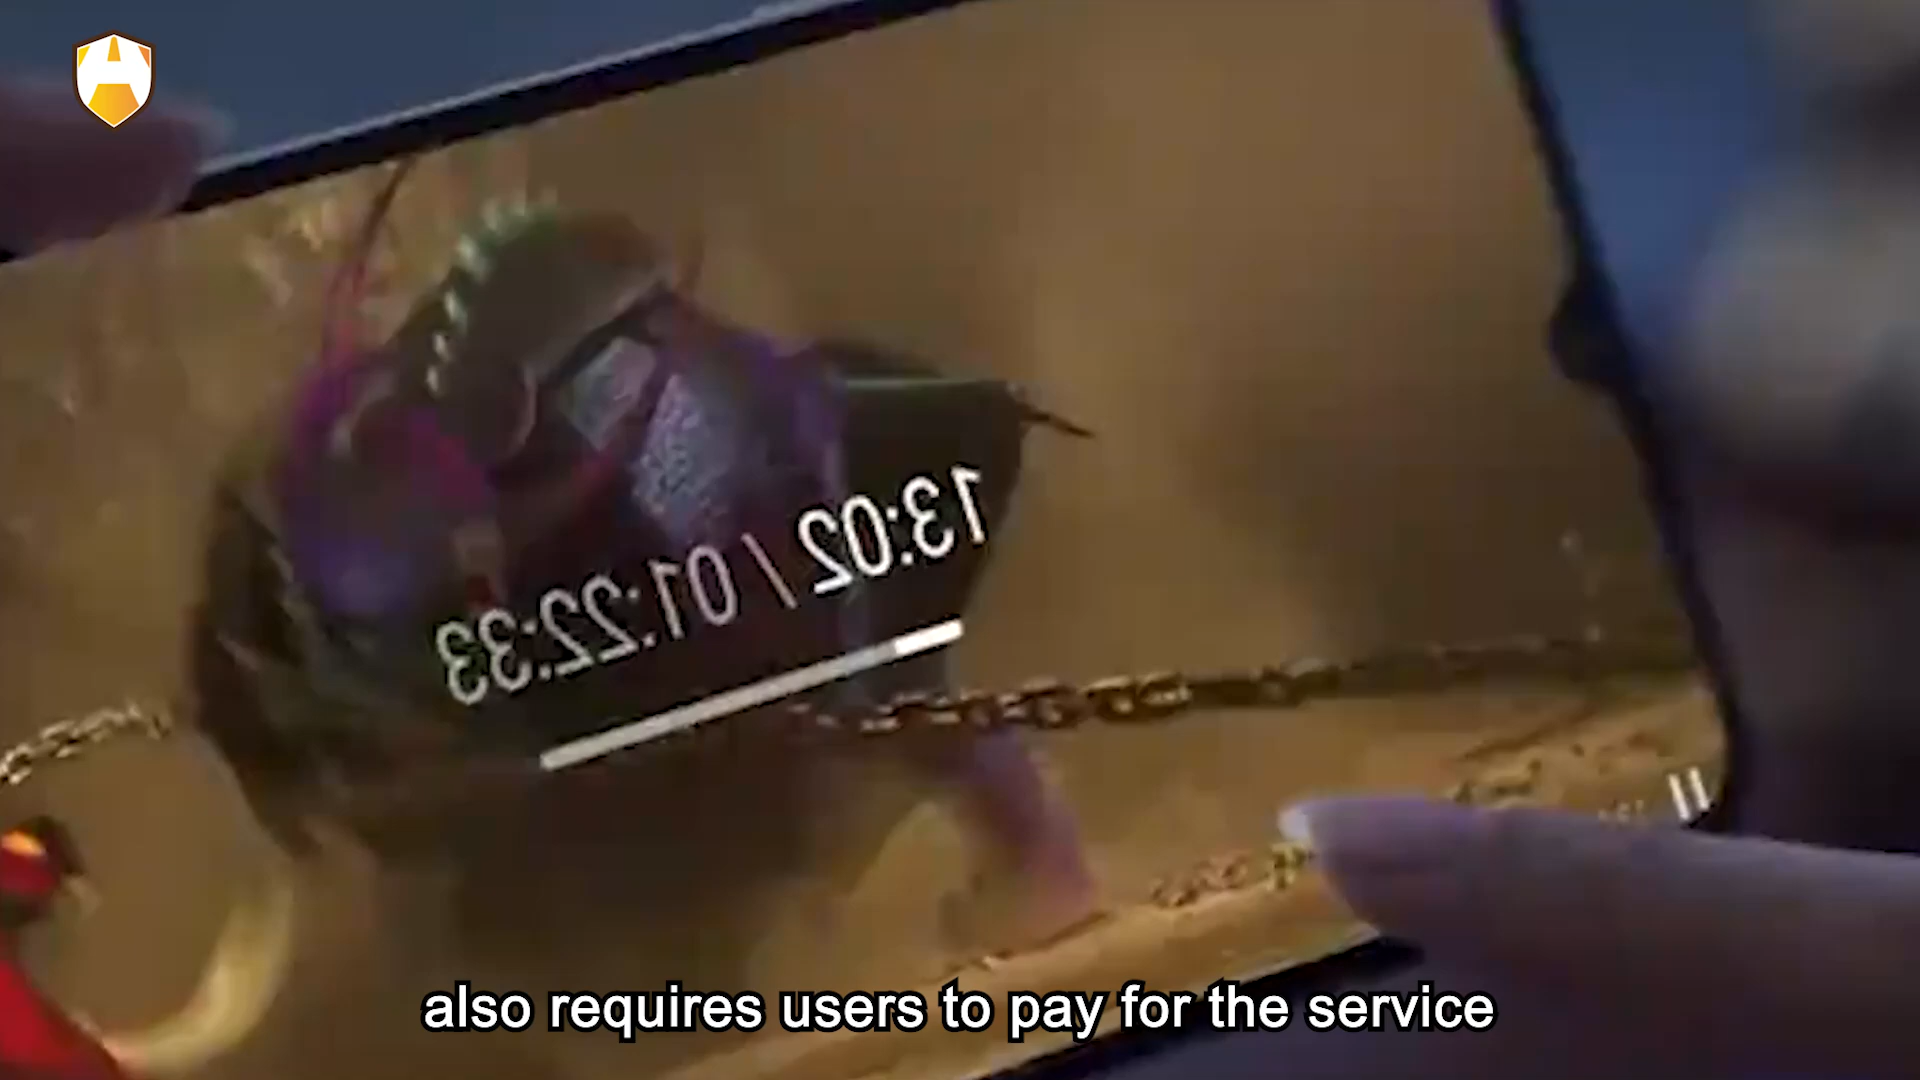 13:02 / 01:22:33
also requires users to pay for the service